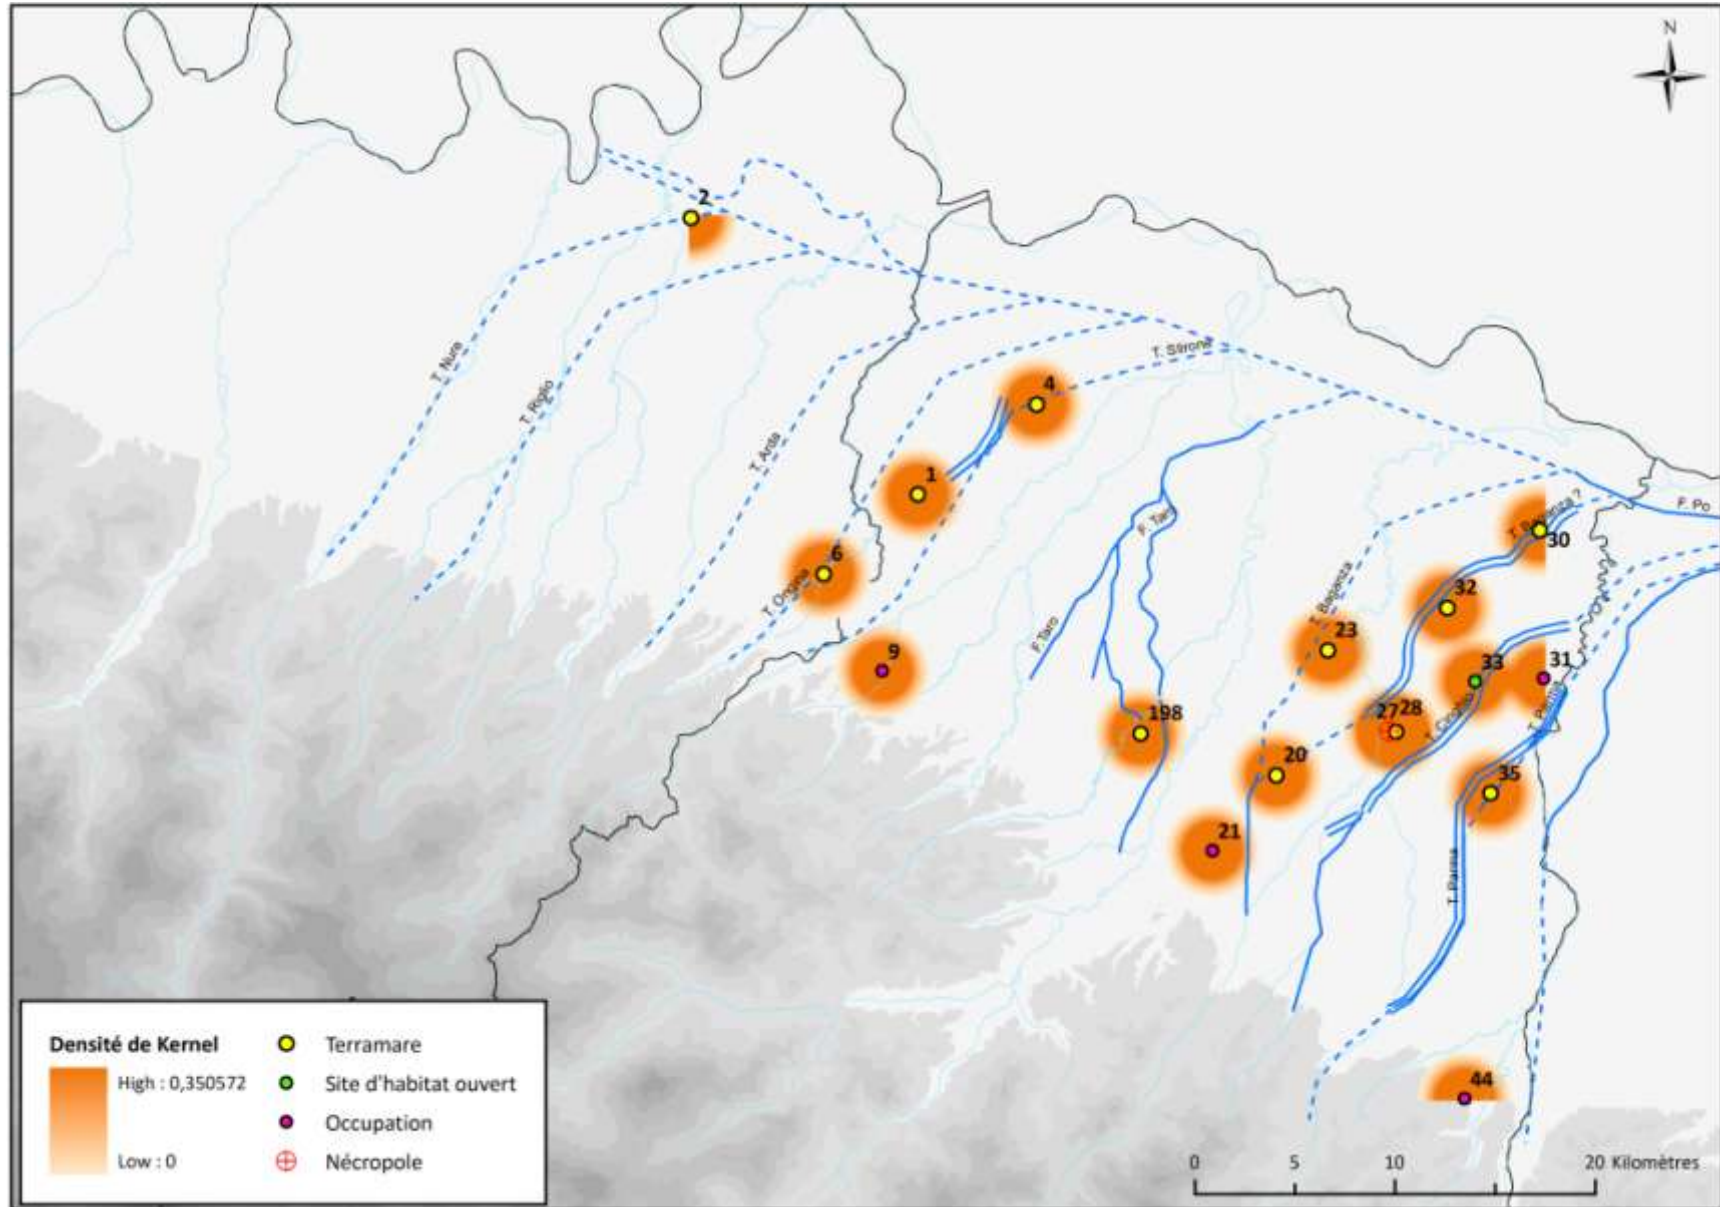 N
2
T. Nure
T. Riglio
T. Arda
T. Stirone
4
1
6
T. Ongina
9
F. Taro
F. Taro
198
T. Baganza
23
20
21
T. Baganza ?
30
F. Po
32
33
31
27
28
T. Cinghio
T. Parma
35
T. Parma
44
Densité de Kernel
High : 0,350572
Low : 0
Terramare
Site d'habitat ouvert
Occupation
Nécropole
0 5 10 20 Kilomètres